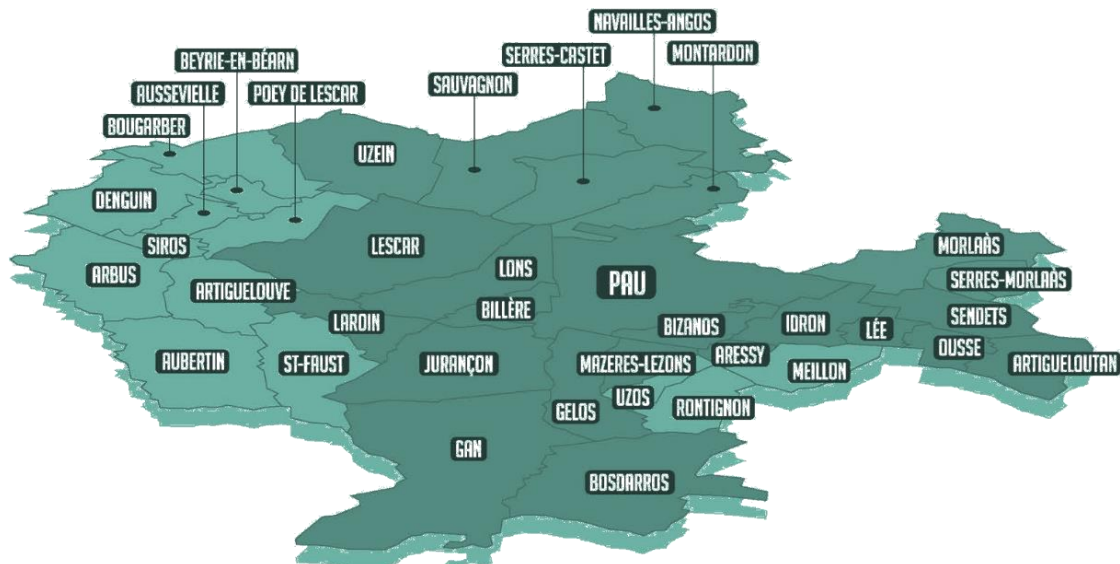 NAVAILLES-ANGOS
SERRES-CASTET
MONTARDON
BEYRIE-EN-BÉARN
SAUVAGNON
AUSSEVIELLE
POEY DE LESCAR
BOUGARBER
UZEIN
DENGUIN
SIROS
LESCAR
MORLAÀS
ARBUS
LONS
SERRES-MORLAÀS
ARTIGUELOUVE
PAU
BILLÈRE
SENDETS
LAROIN
BIZANOS
IDRON
LÉE
OUSSE
AUBERTIN
ST-FAUST
JURANÇON
MAZERES-LEZONS
ARESSY
MEILLON
ARTIGUELOUTAN
UZOS
GELOS
RONTIGNON
GAN
BOSDARROS